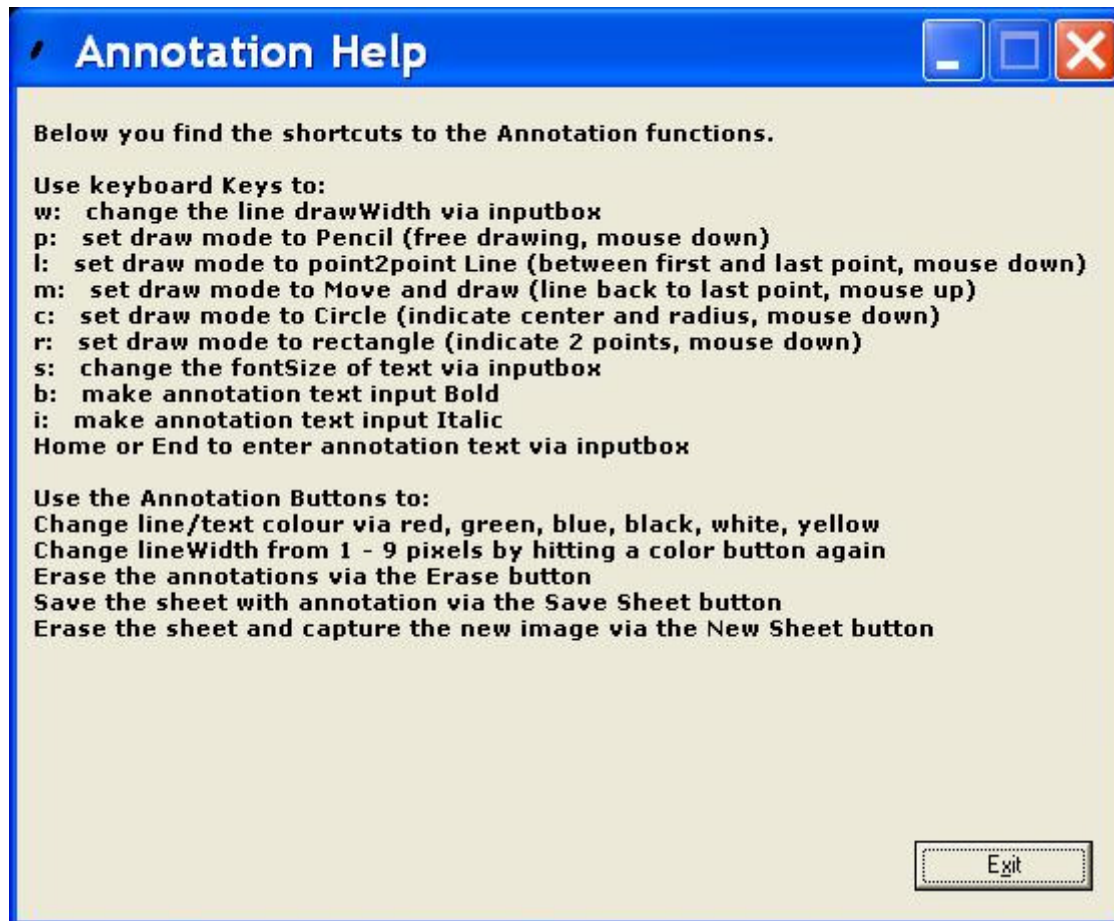 Annotation Help
Below you find the shortcuts to the Annotation functions.
Use keyboard Keys to:
w: change the line drawWidth via inputbox
p: set draw mode to Pencil (free drawing, mouse down)
l: set draw mode to point2point Line (between first and last point, mouse down)
m: set draw mode to Move and draw (line back to last point, mouse up)
c: set draw mode to Circle (indicate center and radius, mouse down)
r: set draw mode to rectangle (indicate 2 points, mouse down)
s: change the fontSize of text via inputbox
b: make annotation text input Bold
i: make annotation text input Italic
Home or End to enter annotation text via inputbox
Use the Annotation Buttons to:
Change line/text colour via red, green, blue, black, white, yellow
Change lineWidth from 1 - 9 pixels by hitting a color button again
Erase the annotations via the Erase button
Save the sheet with annotation via the Save Sheet button
Erase the sheet and capture the new image via the New Sheet button
Exit